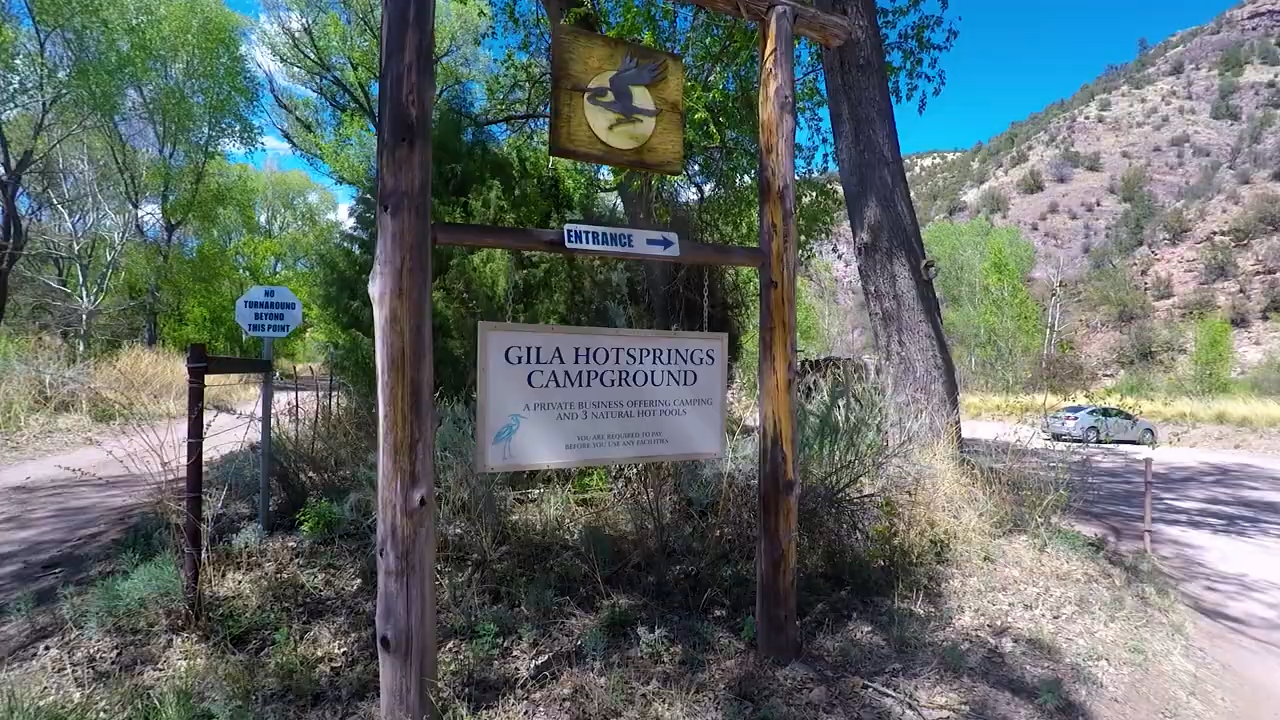 ENTRANCE
NO
TURNAROUND
BEYOND
THIS POINT
GILA HOTSPRINGS
CAMPGROUND
A PRIVATE BUSINESS OFFERING CAMPING
AND 3 NATURAL HOT POOLS
YOU ARE REQUIRED TO PAY
BEFORE YOU USE ANY FACILITIES